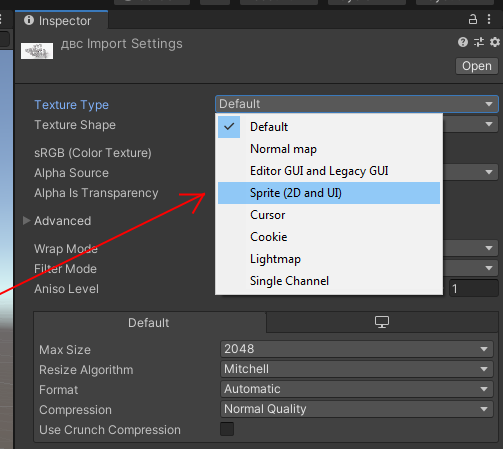 Inspector
двс Import Settings
Open
Texture Type Default
Texture Shape
Default
Normal map
sRGB (Color Texture)
Alpha Source
Editor GUI and Legacy GUI
Alpha Is Transparency
Sprite (2D and UI)
Advanced
Cursor
Cookie
Wrap Mode
Lightmap
Filter Mode
Single Channel
Aniso Level 1
Default
Max Size 2048
Resize Algorithm Mitchell
Format Automatic
Compression Normal Quality
Use Crunch Compression